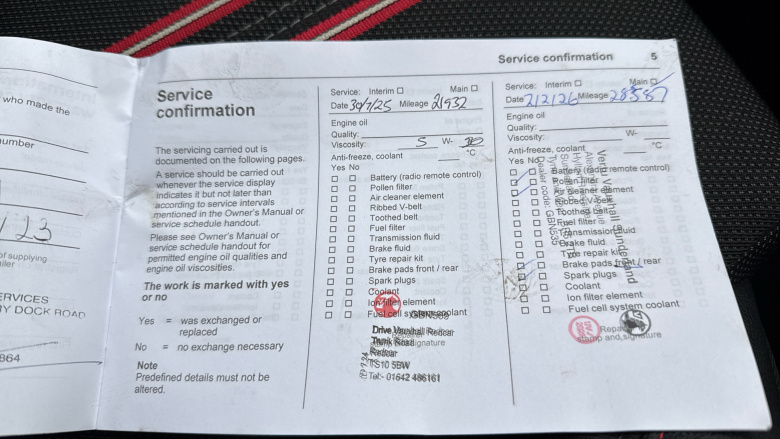 who made the
umber
/23
of supplying
ERVICES
Y DOCK ROAD
864
Service confirmation 5
Service
confirmation
The servicing carried out is
documented on the following pages.
A service should be carried out
whenever the service display
indicates it but not later than
according to service intervals
mentioned in the Owner's Manual or
service schedule handout.
Please see Owner's Manual or
service schedule handout for
permitted engine oil qualities and
engine oil viscosities.
The work is marked with yes
or no
Yes = was exchanged or
replaced
No = no exchange necessary
Note
Predefined details must not be
altered.
Service: Interim Main
Date 30/7/25 Mileage 21932
Engine oil
Quality:
Viscosity: 5 W- 30
Anti-freeze, coolant °C
Yes No
Battery (radio remote control)
Pollen filter
Air cleaner element
Ribbed V-belt
Toothed belt
Fuel filter
Transmission fluid
Brake fluid
Tyre repair kit
Brake pads front / rear
Spark plugs
Coolant
Ion filter element
Fuel cell system coolant
Drive Vauxhall Redcar
Trunk Road
Redcar
TS10 5BW
Tel:- 01642 486161
Service: Interim Main
Date 2/2/26 Mileage 28587
Engine oil
Quality:
Viscosity: W-
Anti-freeze, coolant °C
Yes No
Battery (radio remote control)
Pollen filter
Air cleaner element
Ribbed V-belt
Toothed belt
Fuel filter
Transmission fluid
Brake fluid
Tyre repair kit
Brake pads front / rear
Spark plugs
Coolant
Ion filter element
Fuel cell system coolant
stamp and signature
Vauxhall Sunderland
Dealer code